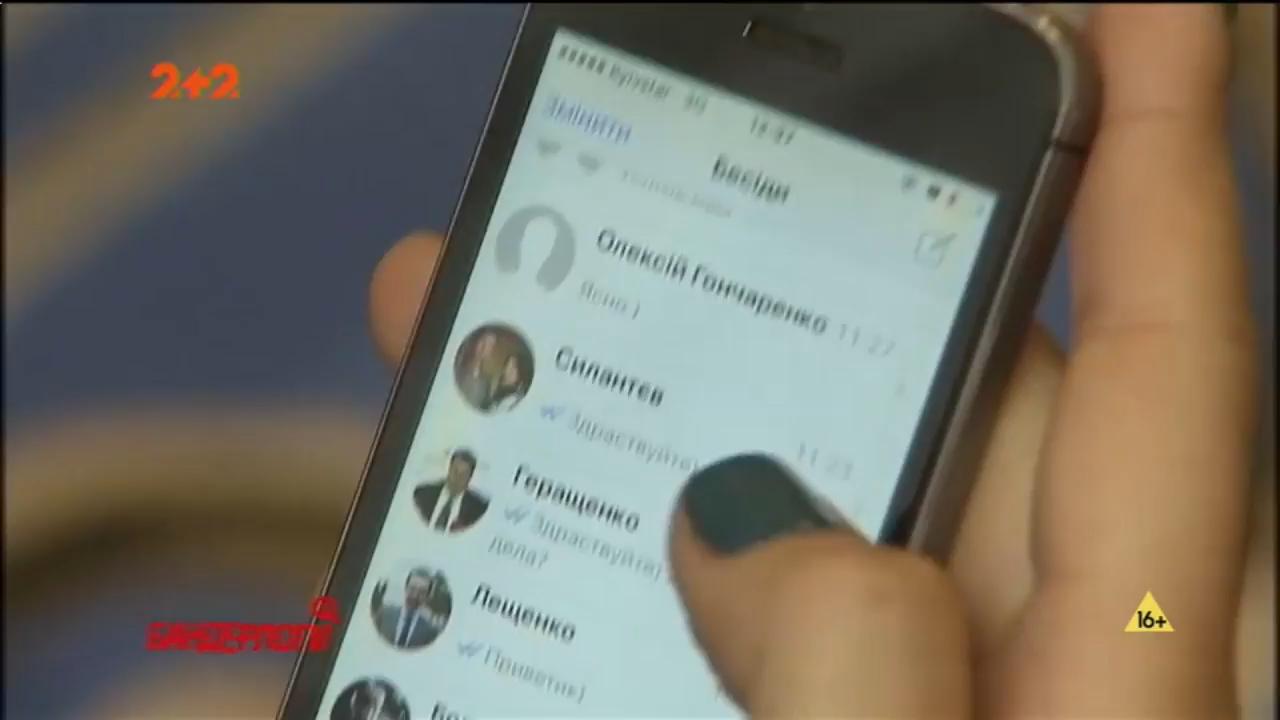 2+2
ЗМІНИТИ
Бесіди
Олексій Гончаренко 11:27
Ясно )
Силантєв
Здраствуйте) 11:23
Геращенко
Здраствуйте)
дела?
Лещенко
Приветик)
16+